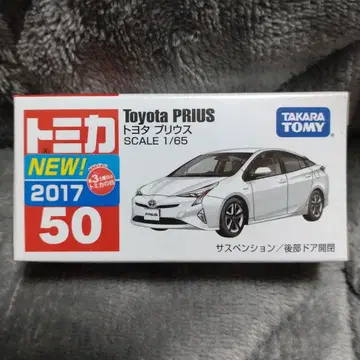 トミカ
NEW!
2017
50
Toyota PRIUS
トヨタ プリウス
SCALE 1/65
TAKARA
TOMY
PRIUS
サスペンション／後部ドア開閉